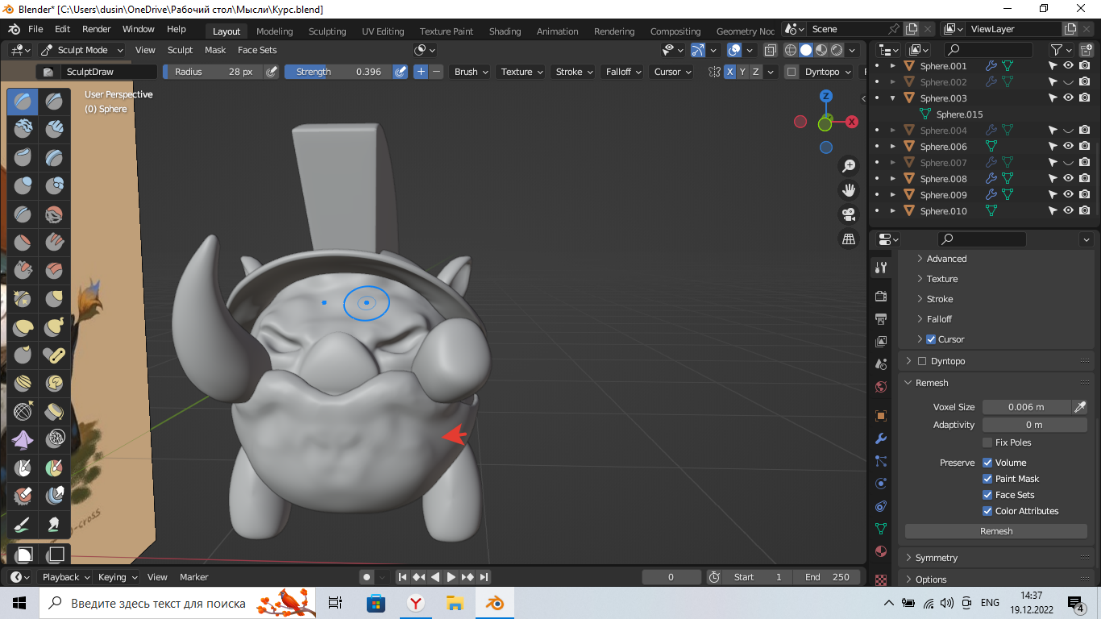 Blender* [C:\Users\dusin\OneDrive\Рабочий стол\Мысли\Курс.blend]
File Edit Render Window Help Layout Modeling Sculpting UV Editing Texture Paint Shading Animation Rendering Compositing Geometry Noc Scene ViewLayer
Sculpt Mode View Sculpt Mask Face Sets
SculptDraw Radius 28 px Strength 0.396 Brush Texture Stroke Falloff Cursor X Y Z Dyntopo
User Perspective
(0) Sphere
Z
X
Sphere.001
Sphere.002
Sphere.003
Sphere.015
Sphere.004
Sphere.006
Sphere.007
Sphere.008
Sphere.009
Sphere.010
Advanced
Texture
Stroke
Falloff
Cursor
Dyntopo
Remesh
Voxel Size 0.006 m
Adaptivity 0 m
Fix Poles
Preserve Volume
Paint Mask
Face Sets
Color Attributes
Remesh
Symmetry
Options
Playback Keying View Marker 0 Start 1 End 250
Введите здесь текст для поиска
ENG
14:37
19.12.2022
4